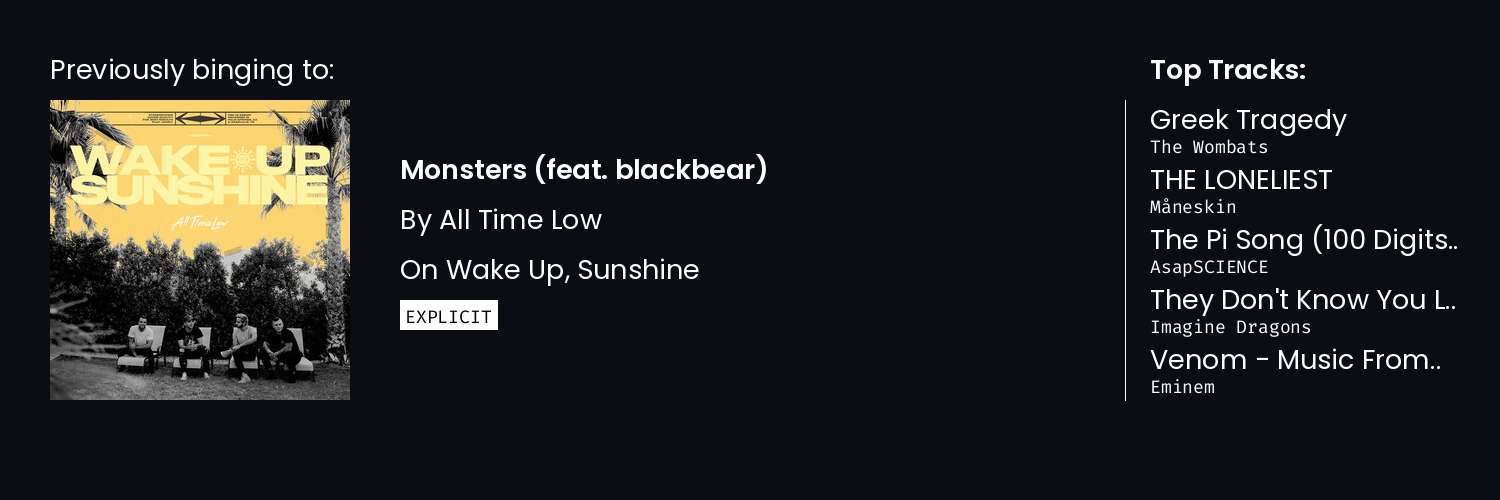 Previously binging to:
WAKE UP
SUNSHINE
All Time Low
Monsters (feat. blackbear)
By All Time Low
On Wake Up, Sunshine
EXPLICIT
Top Tracks:
Greek Tragedy
The Wombats
THE LONELIEST
Måneskin
The Pi Song (100 Digits..
AsapSCIENCE
They Don't Know You L..
Imagine Dragons
Venom - Music From..
Eminem